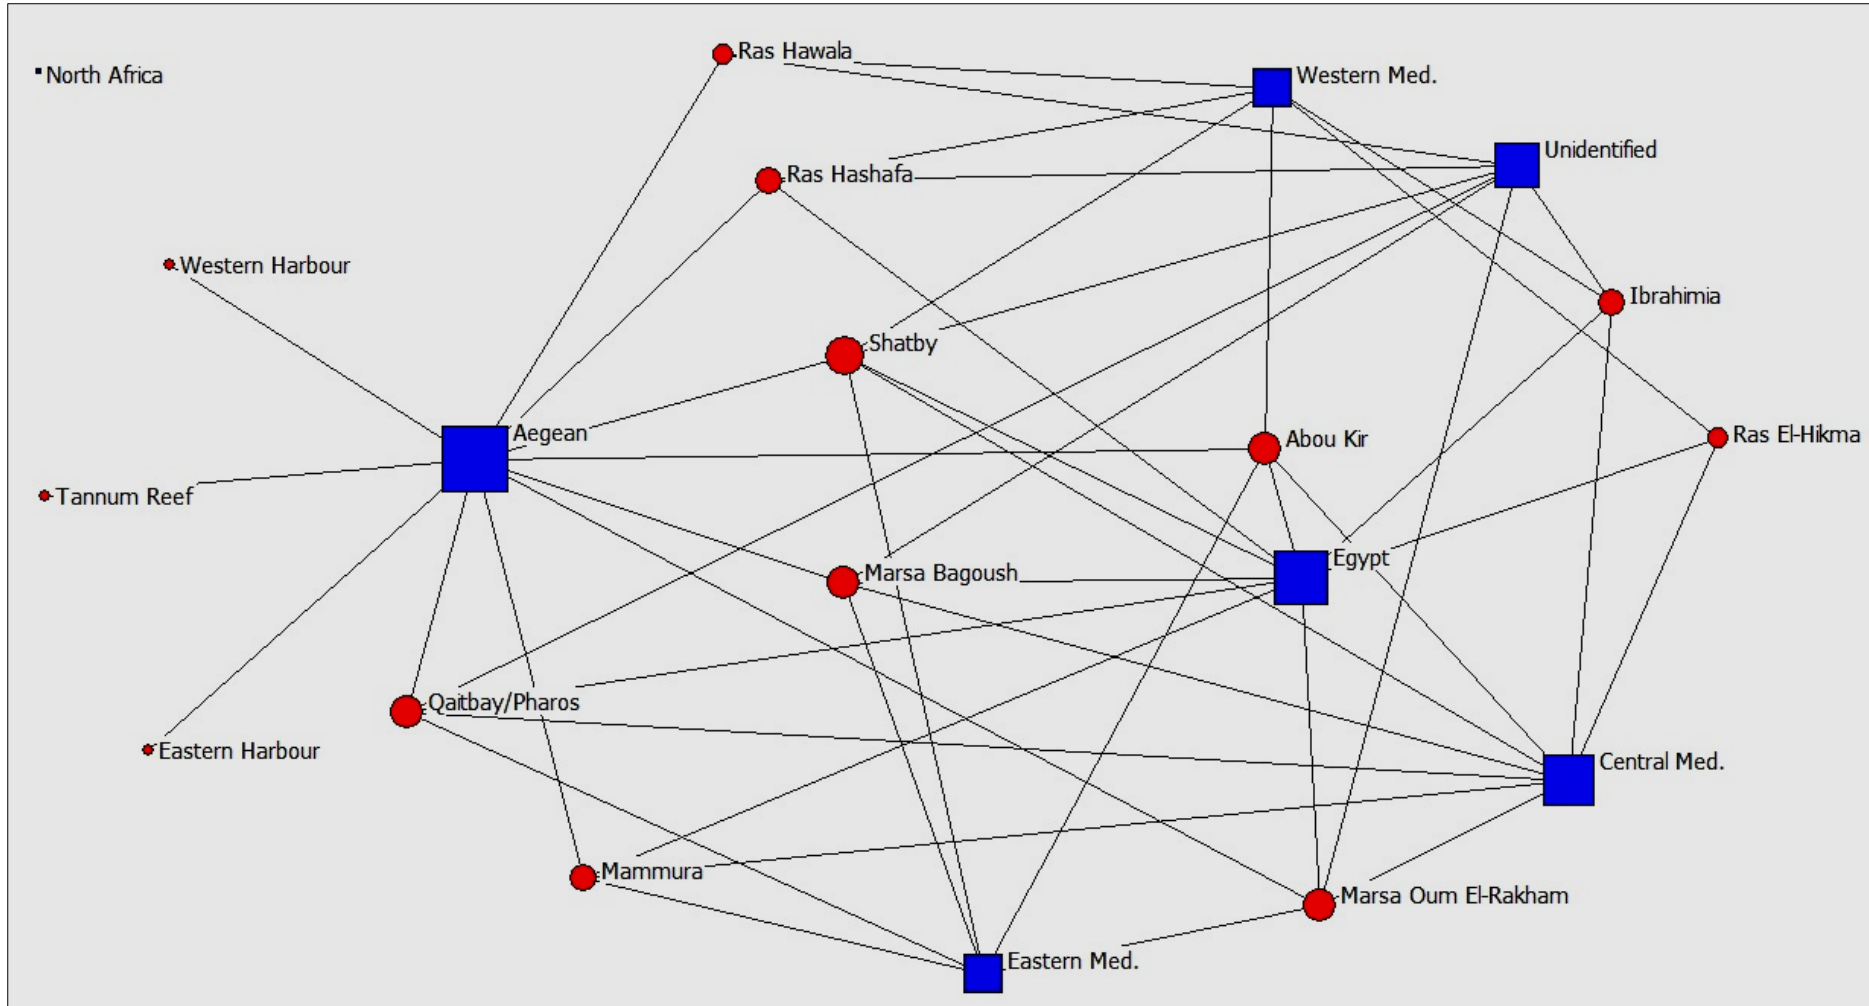 Ras Hawala
North Africa
Western Med.
Unidentified
Ras Hashafa
Western Harbour
Ibrahimia
Shatby
Aegean
Abou Kir
Ras El-Hikma
Tannum Reef
Egypt
Marsa Bagoush
Qaitbay/Pharos
Eastern Harbour
Central Med.
Mammura
Marsa Oum El-Rakham
Eastern Med.